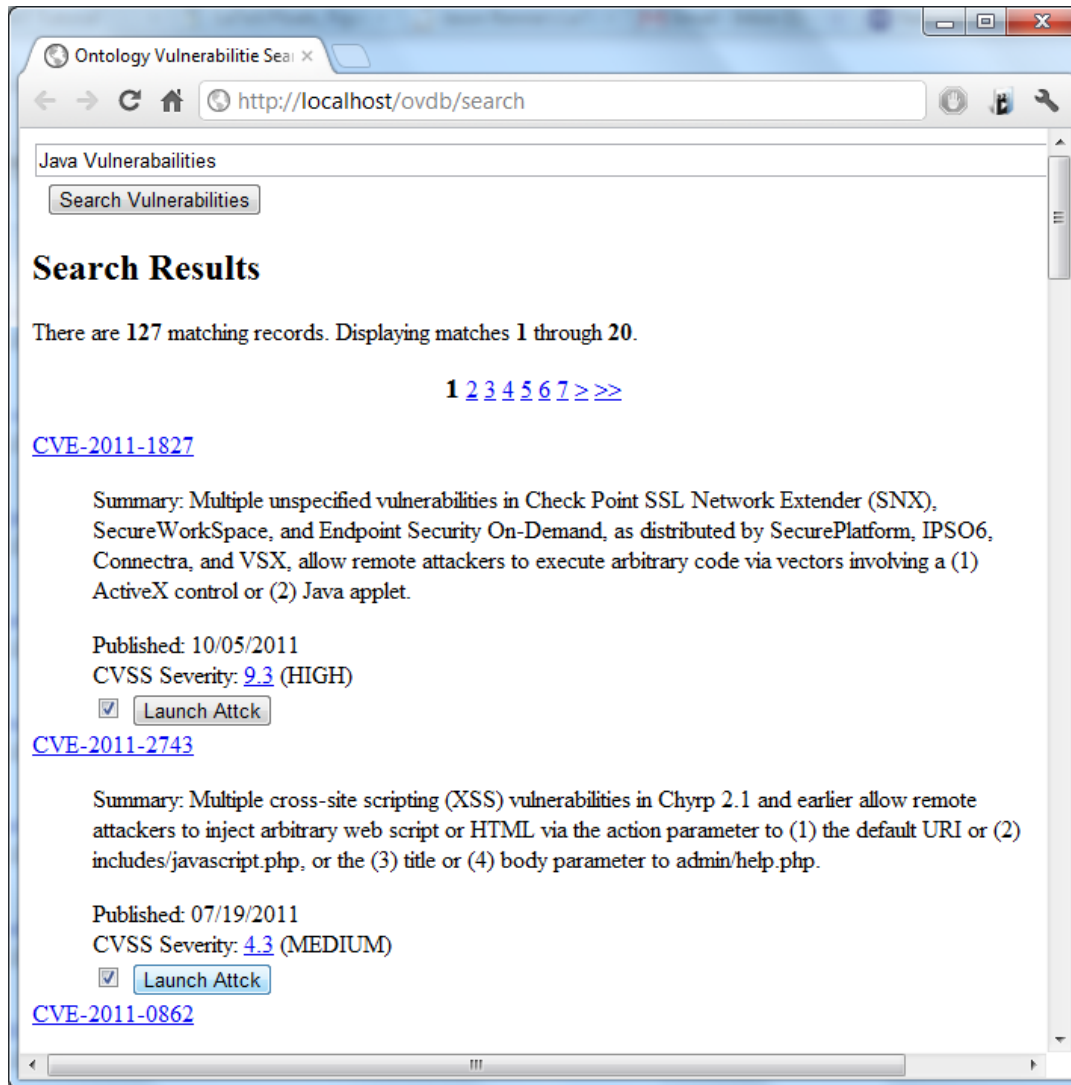 Ontology Vulnerabilitie Sea
http://localhost/ovdb/search
Java Vulnerabailities
Search Vulnerabilities
Search Results
There are 127 matching records. Displaying matches 1 through 20.
1 2 3 4 5 6 7 > >>
CVE-2011-1827
Summary: Multiple unspecified vulnerabilities in Check Point SSL Network Extender (SNX),
SecureWorkSpace, and Endpoint Security On-Demand, as distributed by SecurePlatform, IPSO6,
Connectra, and VSX, allow remote attackers to execute arbitrary code via vectors involving a (1)
ActiveX control or (2) Java applet.
Published: 10/05/2011
CVSS Severity: 9.3 (HIGH)
Launch Attck
CVE-2011-2743
Summary: Multiple cross-site scripting (XSS) vulnerabilities in Chyrp 2.1 and earlier allow remote
attackers to inject arbitrary web script or HTML via the action parameter to (1) the default URI or (2)
includes/javascript.php, or the (3) title or (4) body parameter to admin/help.php.
Published: 07/19/2011
CVSS Severity: 4.3 (MEDIUM)
Launch Attck
CVE-2011-0862